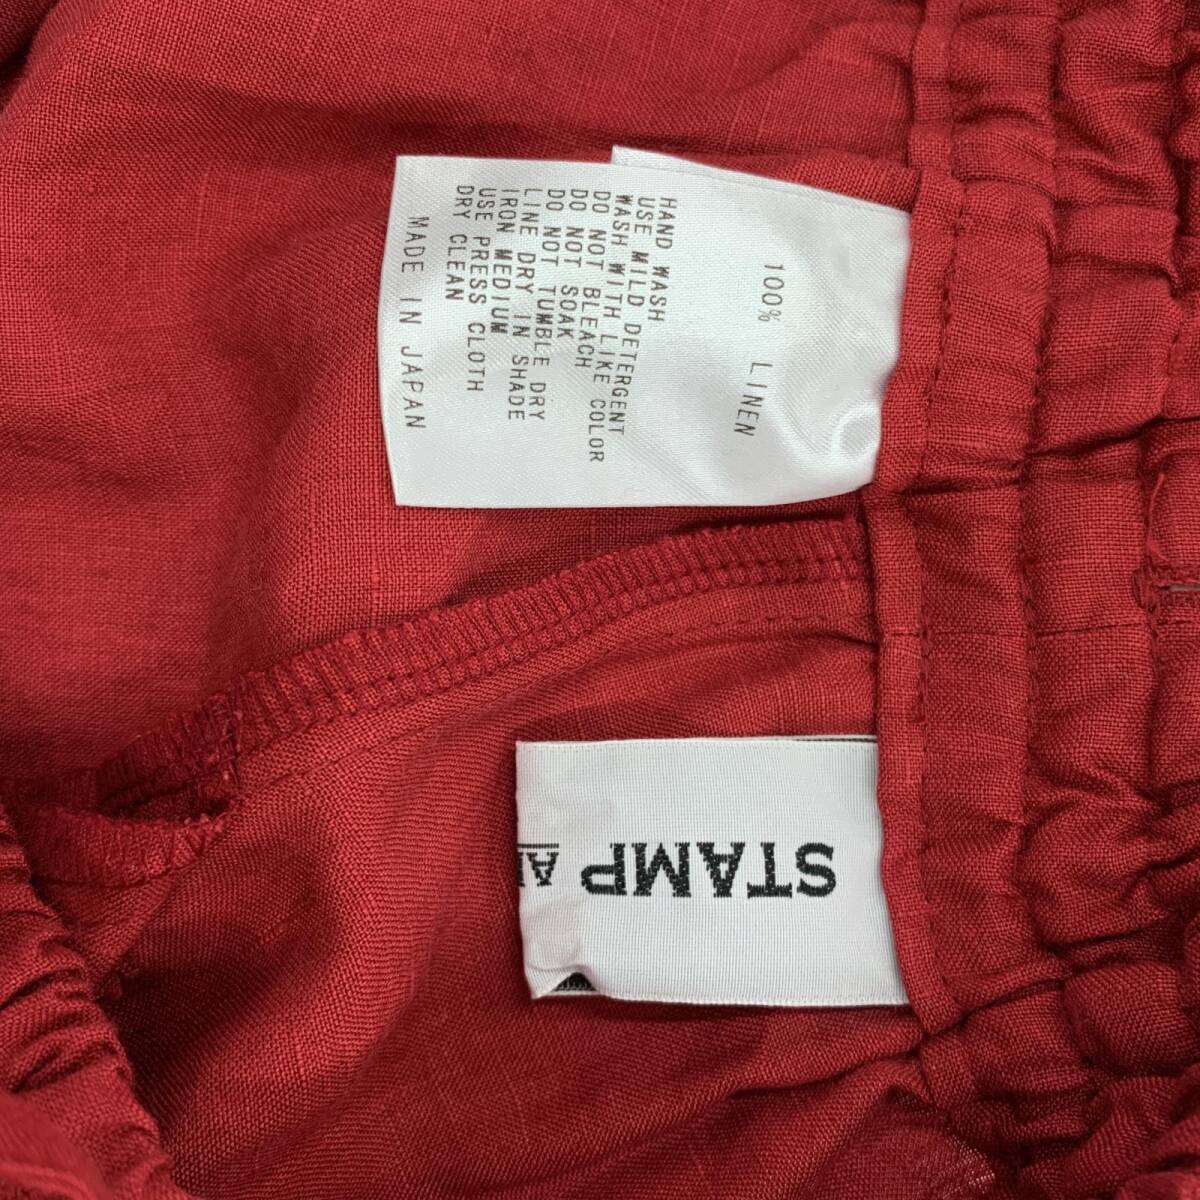 100% LINEN
HAND WASH
USE MILD DETERGENT
WASH WITH LIKE COLOR
DO NOT BLEACH
DO NOT SOAK
DO NOT TUMBLE DRY
LINE DRY IN SHADE
IRON MEDIUM
USE PRESS CLOTH
DRY CLEAN
MADE IN JAPAN
STAMP